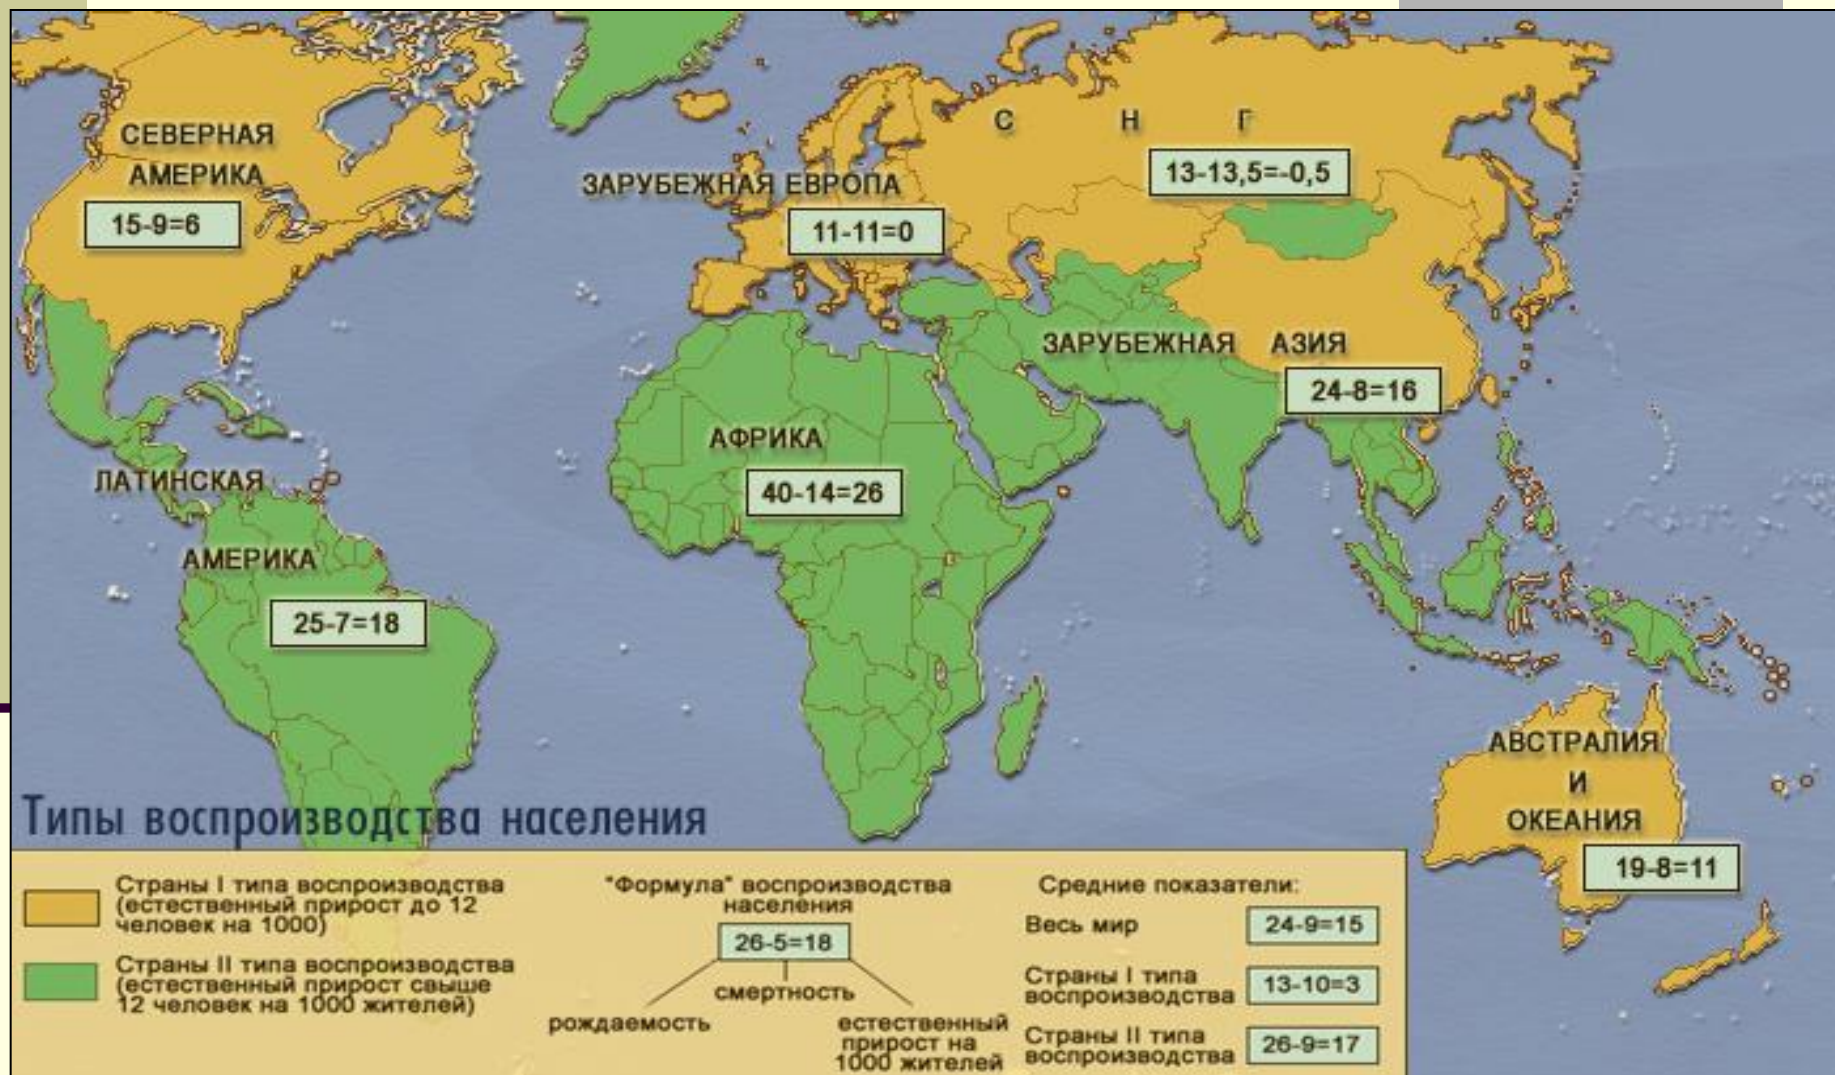 СЕВЕРНАЯ
АМЕРИКА
15-9=6
ЗАРУБЕЖНАЯ ЕВРОПА
11-11=0
С Н Г
13-13,5=-0,5
ЗАРУБЕЖНАЯ АЗИЯ
24-8=16
АФРИКА
40-14=26
ЛАТИНСКАЯ
АМЕРИКА
25-7=18
АВСТРАЛИЯ
И
ОКЕАНИЯ
19-8=11
Типы воспроизводства населения
Страны I типа воспроизводства
(естественный прирост до 12
человек на 1000)
Страны II типа воспроизводства
(естественный прирост свыше
12 человек на 1000 жителей)
"Формула" воспроизводства
населения
26-5=18
смертность
рождаемость
естественный
прирост на
1000 жителей
Средние показатели:
Весь мир
24-9=15
Страны I типа
воспроизводства
13-10=3
Страны II типа
воспроизводства
26-9=17